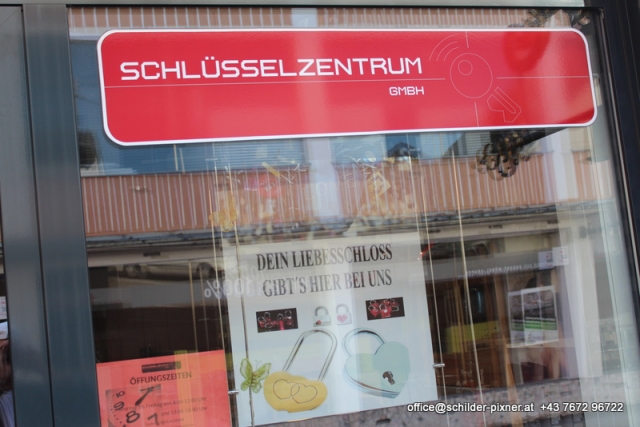 SCHLÜSSELZENTRUM
GMBH
DEIN LIEBESSCHLOSS
GIBT´S HIER BEI UNS
ÖFFNUNGSZEITEN
office@schilder-pixner.at +43 7672 96722